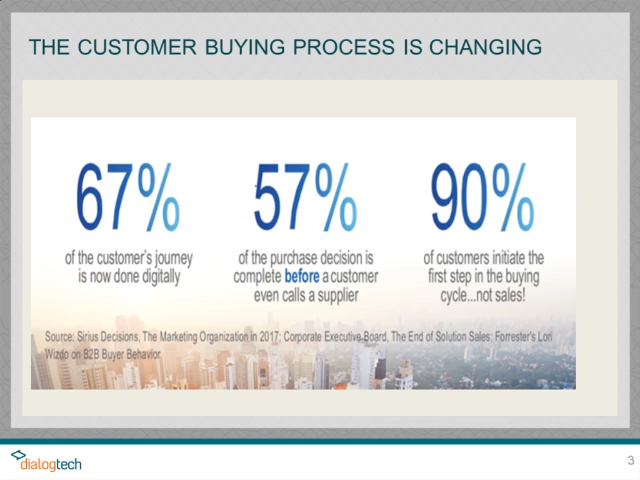 THE CUSTOMER BUYING PROCESS IS CHANGING
67%
of the customer's journey
is now done digitally
57%
of the purchase decision is
complete before a customer
even calls a supplier
90%
of customers initiate the
first step in the buying
cycle...not sales!
Source: Sirius Decisions, The Marketing Organization in 2017; Corporate Executive Board, The End of Solution Sales; Forrester's Lori
Wizdo on B2B Buyer Behavior
dialogtech
3